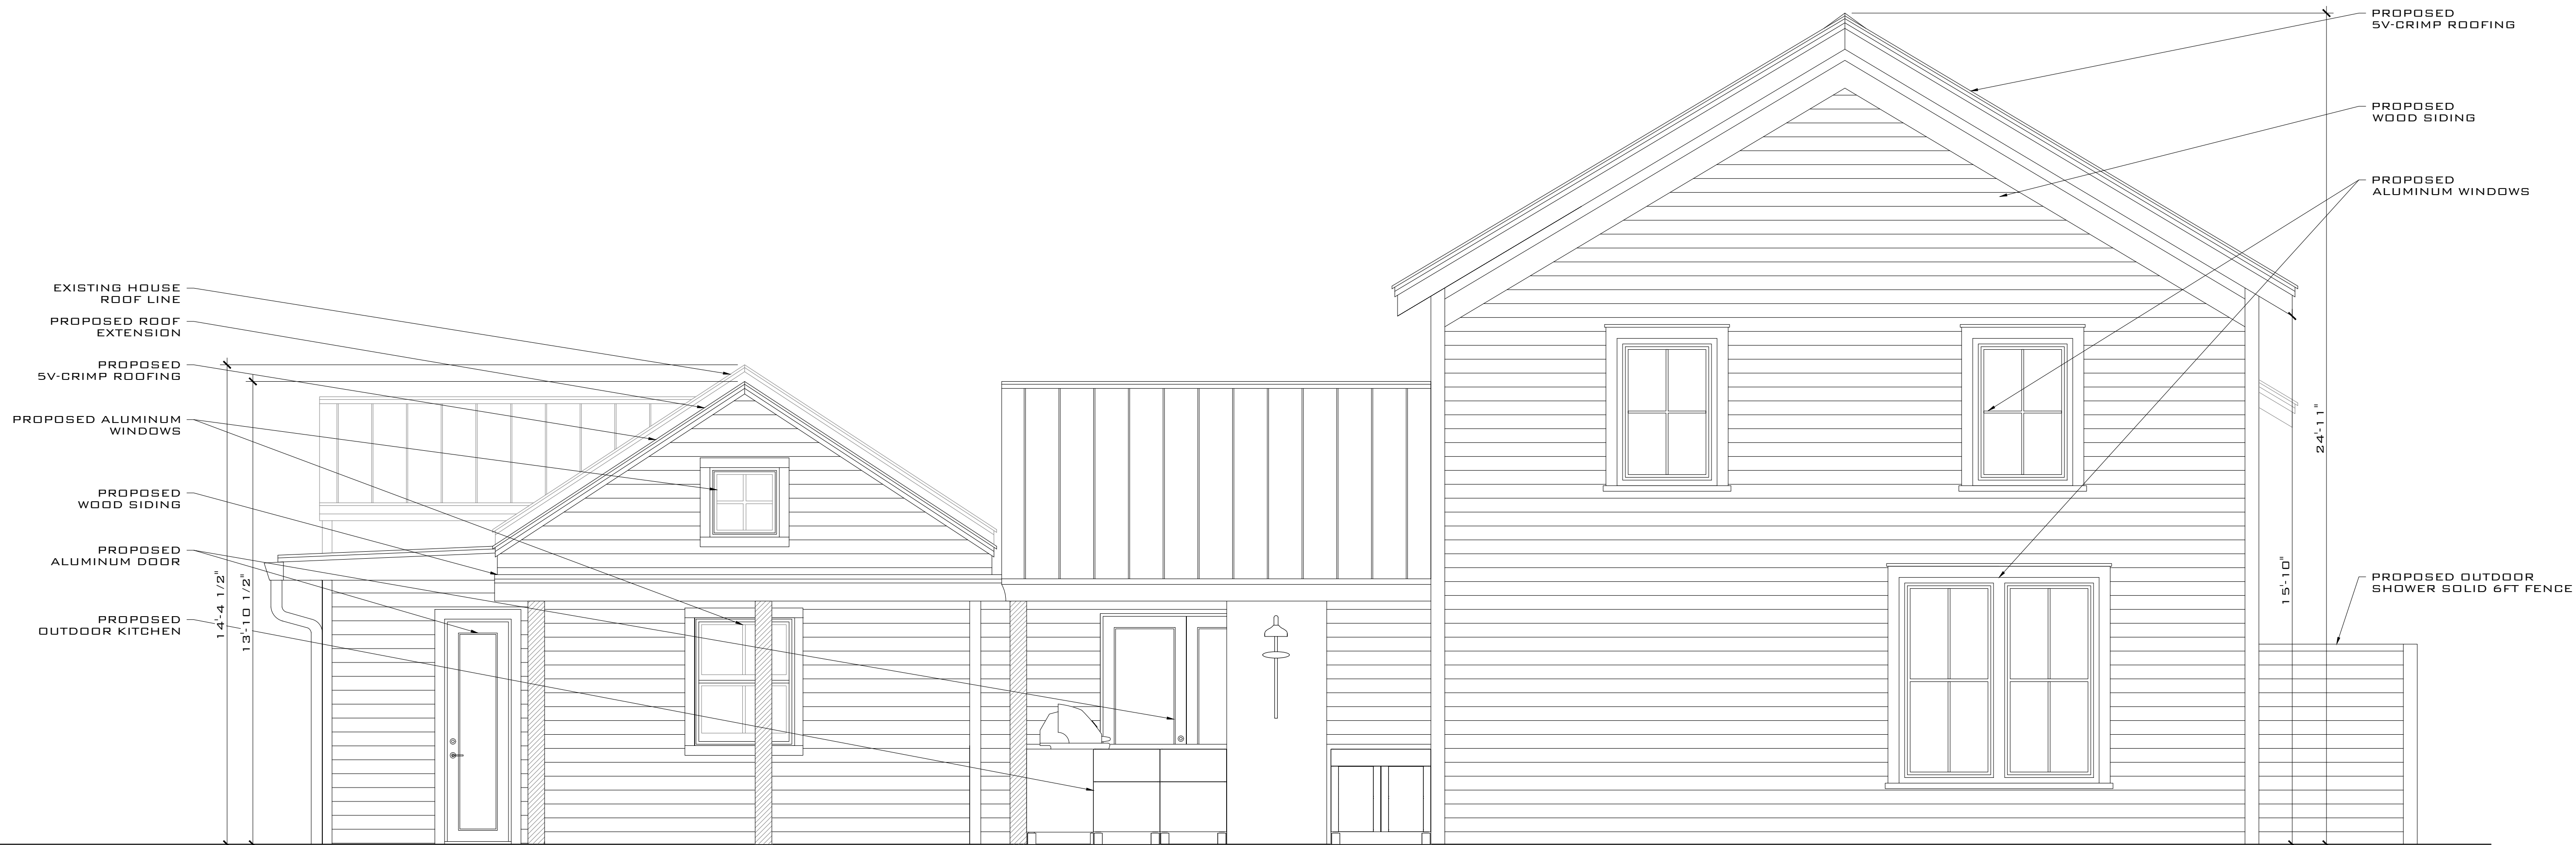 PROPOSED
5V-CRIMP ROOFING
PROPOSED
WOOD SIDING
PROPOSED
ALUMINUM WINDOWS
EXISTING HOUSE
ROOF LINE
PROPOSED ROOF
EXTENSION
PROPOSED
5V-CRIMP ROOFING
PROPOSED ALUMINUM
WINDOWS
PROPOSED
WOOD SIDING
PROPOSED
ALUMINUM DOOR
PROPOSED
OUTDOOR KITCHEN
14'-4 1/2"
13'-10 1/2"
24'-11"
15'-10"
PROPOSED OUTDOOR
SHOWER SOLID 6FT FENCE